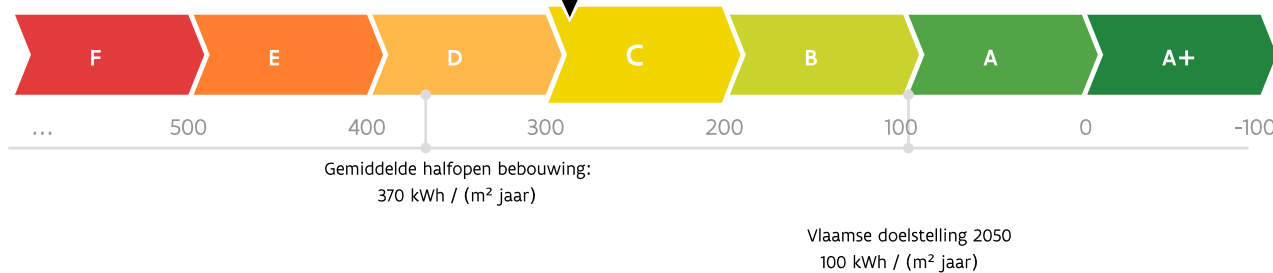 F E D C B A A+
... 500 400 300 200 100 0 -100
Gemiddelde halfopen bebouwing:
370 kWh / (m² jaar)
Vlaamse doelstelling 2050
100 kWh / (m² jaar)